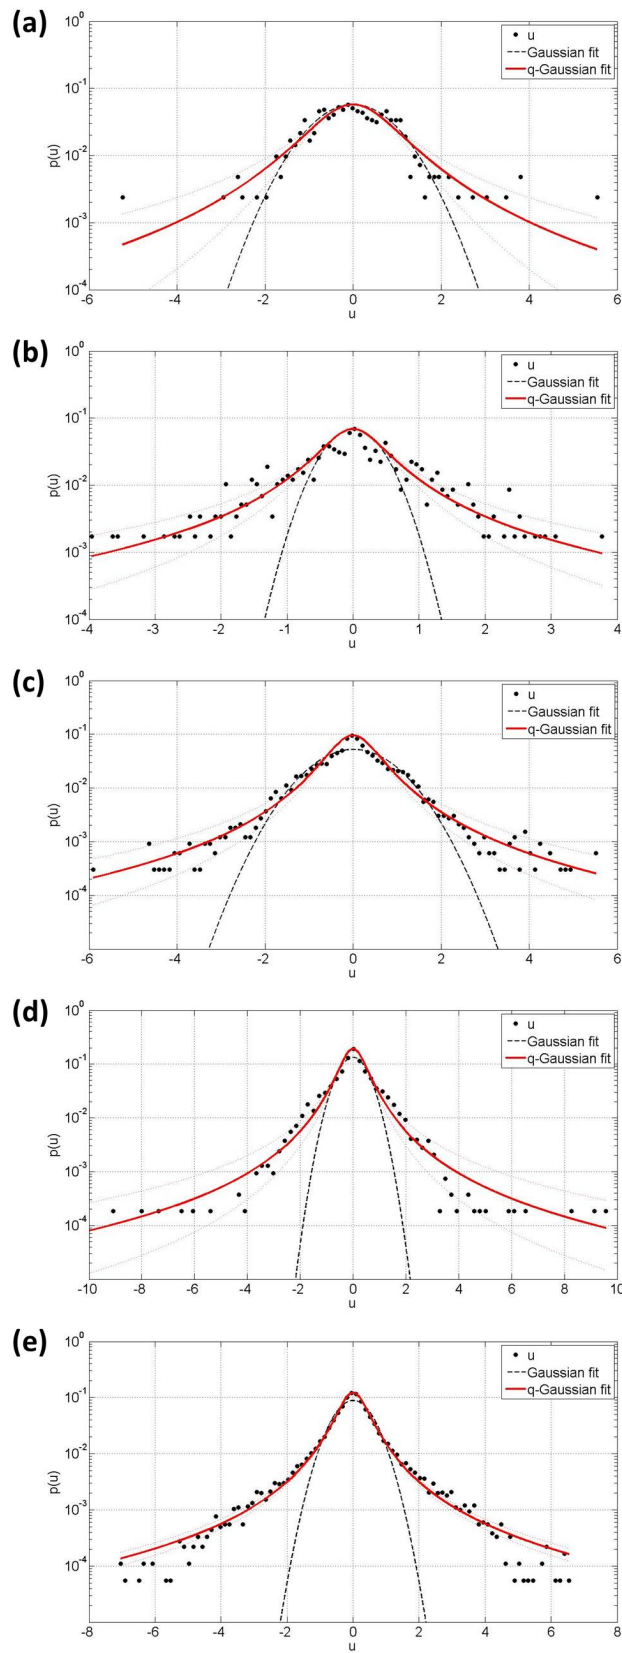 (a)
10^0
10^-1
10^-2
10^-3
10^-4
p(u)
u
Gaussian fit
q-Gaussian fit
-6 -4 -2 0 2 4 6
u
(b)
10^0
10^-1
10^-2
10^-3
10^-4
p(u)
u
Gaussian fit
q-Gaussian fit
-4 -3 -2 -1 0 1 2 3 4
u
(c)
10^0
10^-1
10^-2
10^-3
10^-4
p(u)
u
Gaussian fit
q-Gaussian fit
-6 -4 -2 0 2 4 6
u
(d)
10^0
10^-1
10^-2
10^-3
10^-4
p(u)
u
Gaussian fit
q-Gaussian fit
-10 -8 -6 -4 -2 0 2 4 6 8 10
u
(e)
10^0
10^-1
10^-2
10^-3
10^-4
p(u)
u
Gaussian fit
q-Gaussian fit
-8 -6 -4 -2 0 2 4 6 8
u